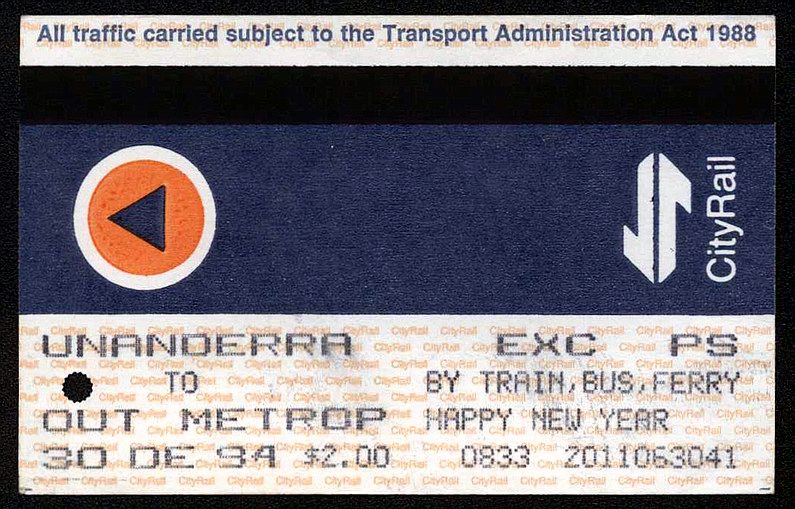 All traffic carried subject to the Transport Administration Act 1988
CityRail
UNANDERRA EXC PS
TO BY TRAIN,BUS,FERRY
OUT METROP HAPPY NEW YEAR
30 DE 94 $2.00 0833 2011063041